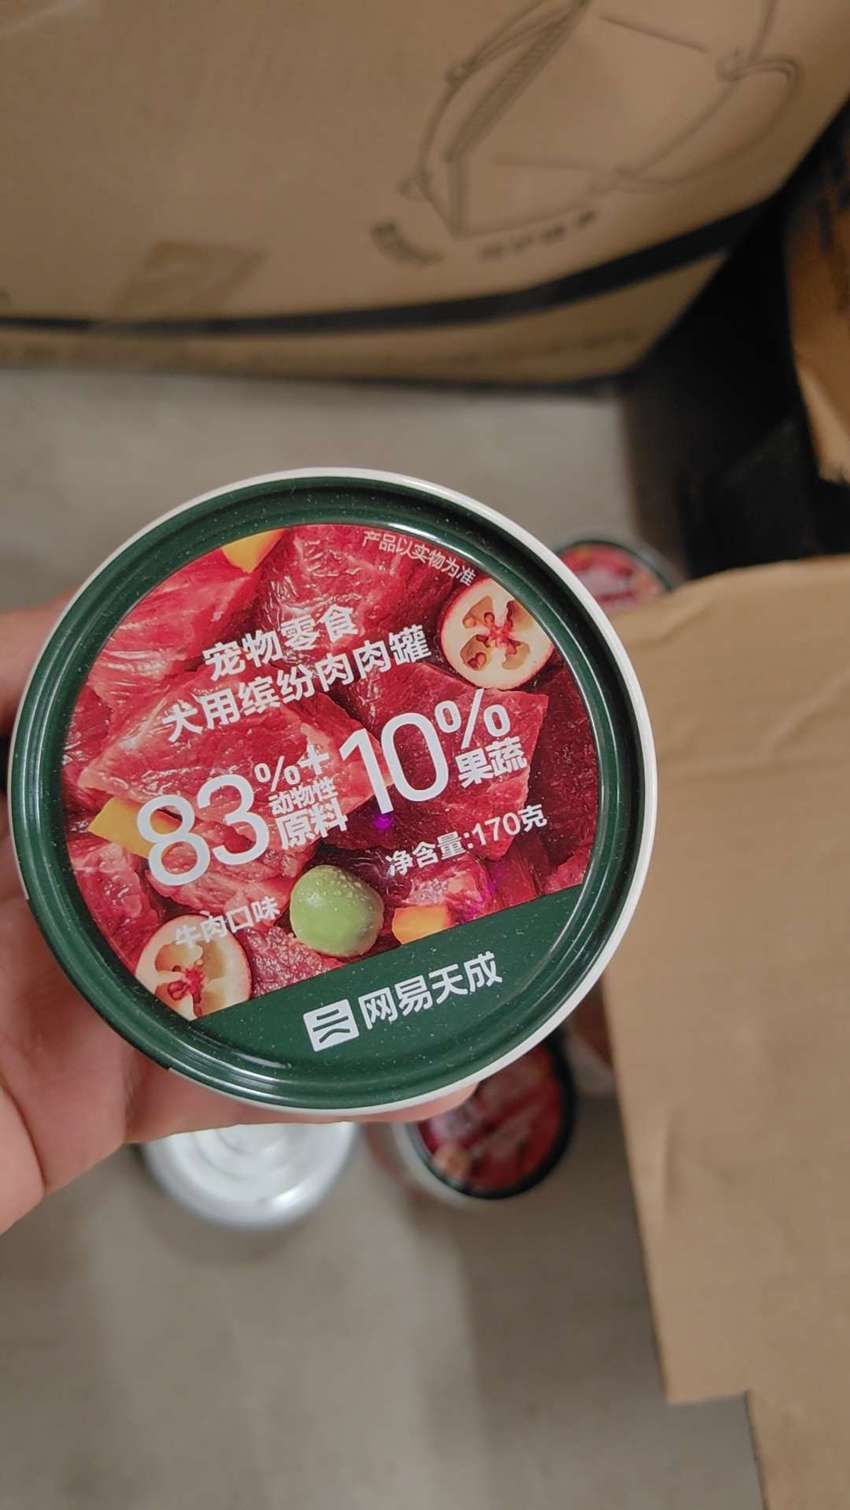 产品以实物为准
宠物零食
犬用缤纷肉肉罐
83%+
动物性
原料
10%
果蔬
净含量:170克
牛肉口味
网易天成